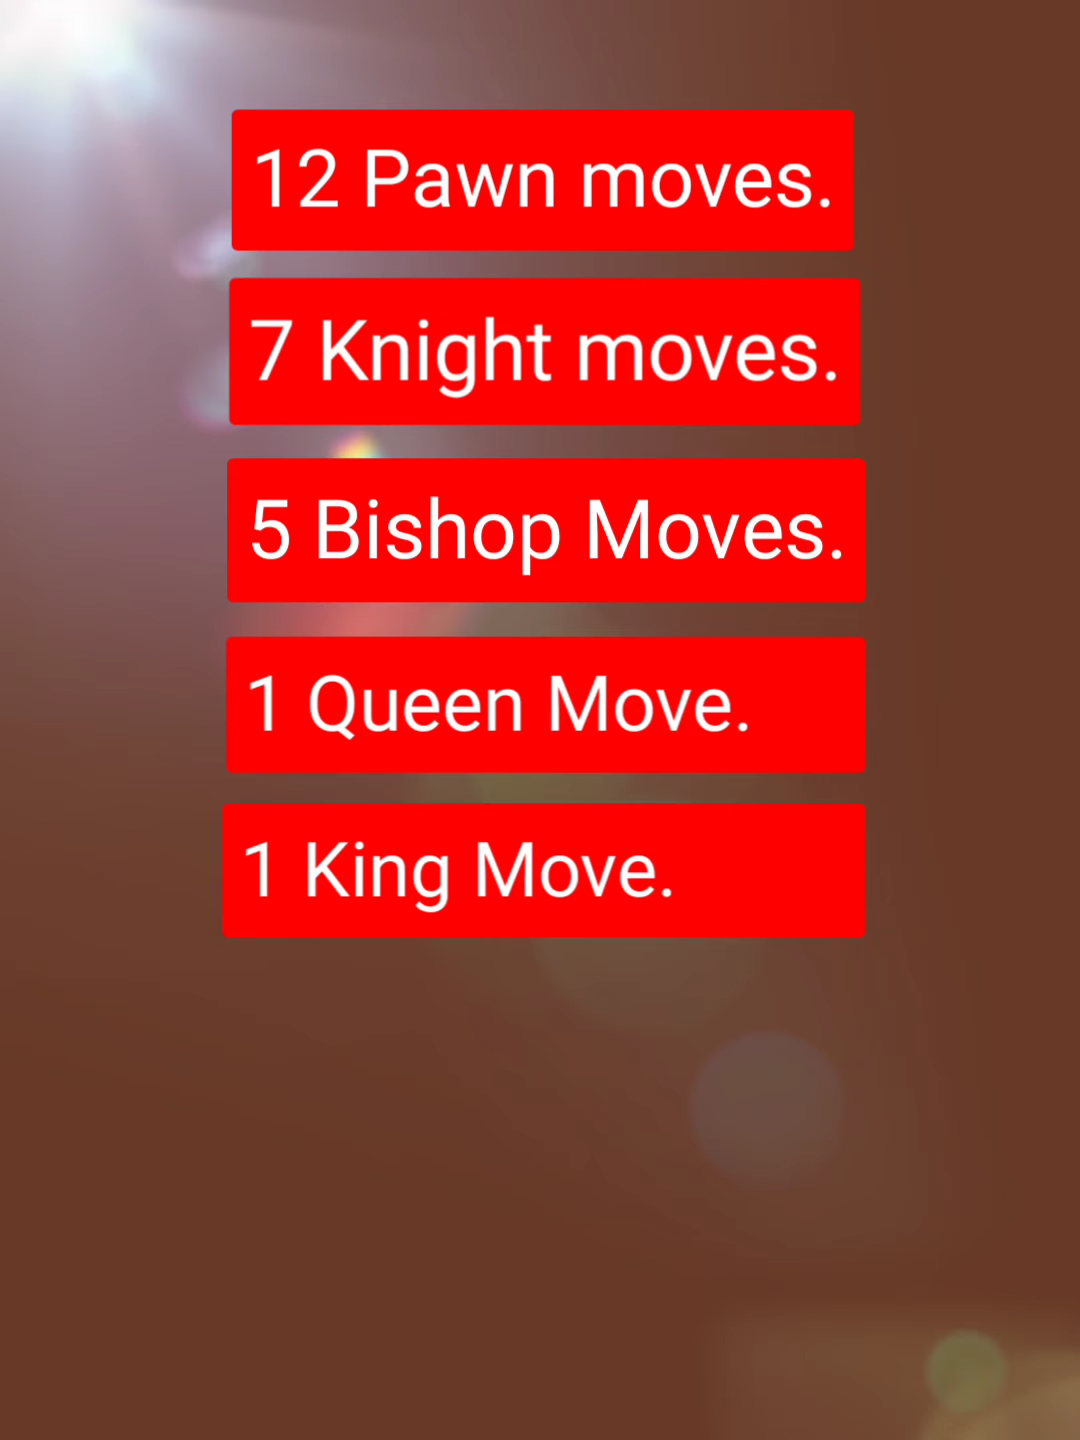 12 Pawn moves.
7 Knight moves.
5 Bishop Moves.
1 Queen Move.
1 King Move.